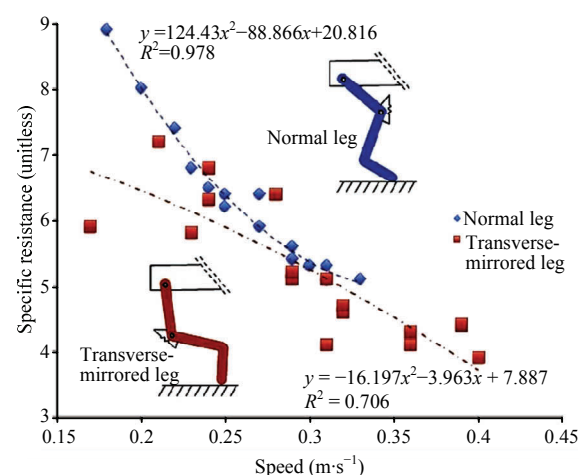 9
8
7
6
5
4
3
Specific resistance (unitless)
y =124.43x²−88.866x+20.816
R²=0.978
Normal leg
Normal leg
Transverse-
mirrored leg
Transverse-
mirrored leg
y = −16.197x²−3.963x + 7.887
R² = 0.706
0.15 0.2 0.25 0.3 0.35 0.4 0.45
Speed (m·s⁻¹)